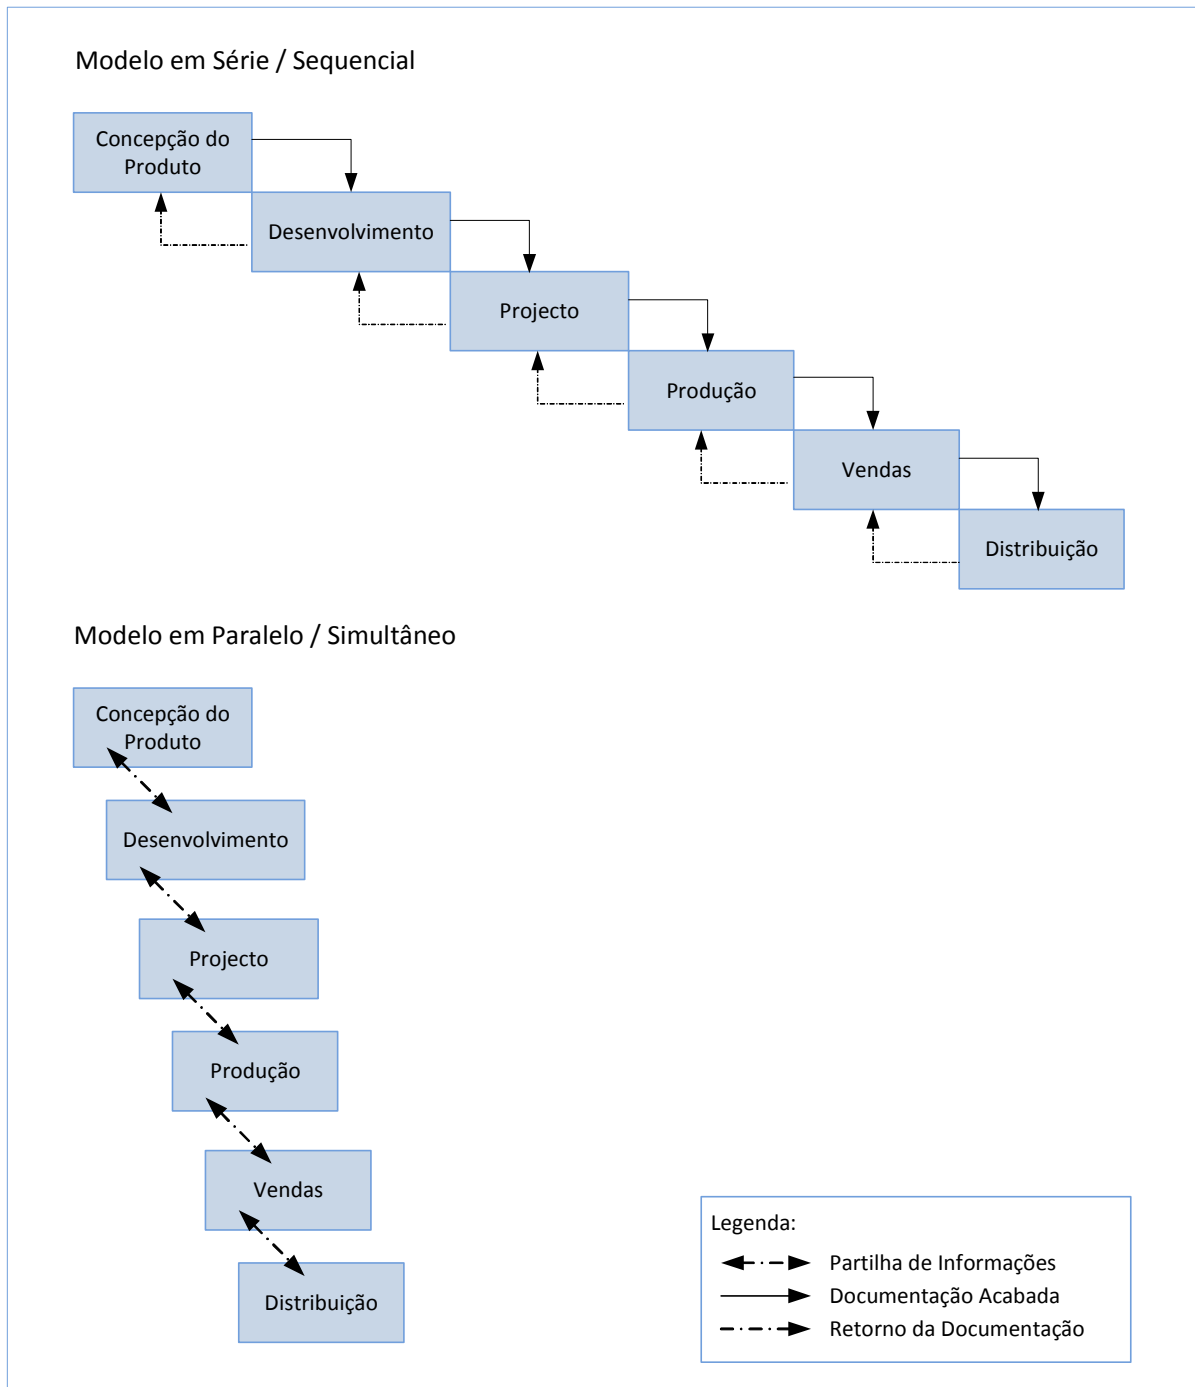 Modelo em Série / Sequencial
Concepção do
Produto
Desenvolvimento
Projecto
Produção
Vendas
Distribuição
Modelo em Paralelo / Simultâneo
Concepção do
Produto
Desenvolvimento
Projecto
Produção
Vendas
Distribuição
Legenda:
Partilha de Informações
Documentação Acabada
Retorno da Documentação